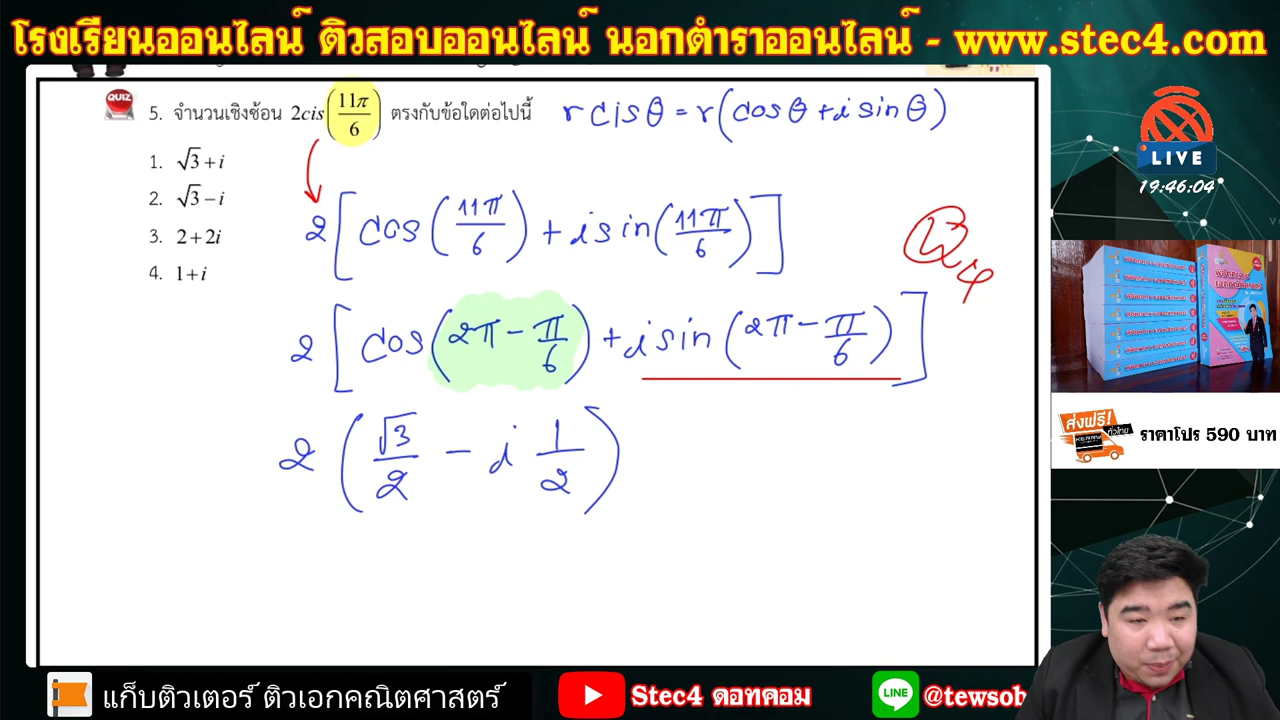 โรงเรียนออนไลน์ ติวสอบออนไลน์ นอกตำราออนไลน์ - www.stec4.com
QUIZ
5. จำนวนเชิงซ้อน 2cis(11π/6) ตรงกับข้อใดต่อไปนี้ r cis θ = r(cos θ + i sin θ)
1. √3 + i
2. √3 − i
3. 2 + 2i
4. 1 + i
2[cos(11π/6) + i sin(11π/6)]
2[cos(2π − π/6) + i sin(2π − π/6)]
2(√3/2 − i 1/2)
LIVE
19:46:04
ส่งฟรี!
ทั่วไทย
ราคาโปร 590 บาท
แก็บติวเตอร์ ติวเอกคณิตศาสตร์
Stec4 ดอทคอม
LINE
@tewsob